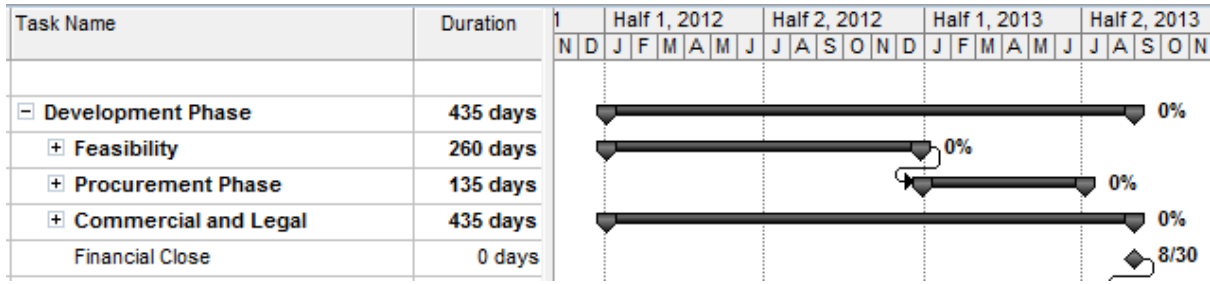 Task Name Duration 1 Half 1, 2012 Half 2, 2012 Half 1, 2013 Half 2, 2013
N D J F M A M J J A S O N D J F M A M J J A S O N
Development Phase 435 days 0%
Feasibility 260 days 0%
Procurement Phase 135 days 0%
Commercial and Legal 435 days 0%
Financial Close 0 days 8/30